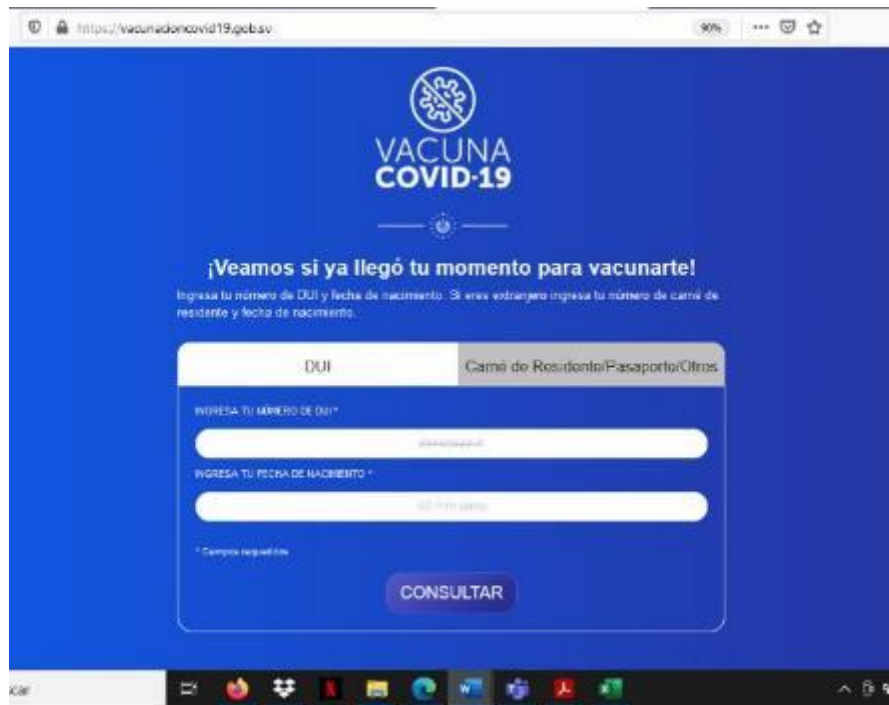 https://vacunacioncovid19.gob.sv
90%
VACUNA
COVID-19
¡Veamos si ya llegó tu momento para vacunarte!
Ingresa tu número de DUI y fecha de nacimiento. Si eres extranjero ingresa tu número de carné de
residente y fecha de nacimiento.
DUI
Carné de Residente/Pasaporte/Otros
INGRESA TU NÚMERO DE DUI *
INGRESA TU FECHA DE NACIMIENTO *
* Campos requeridos
CONSULTAR